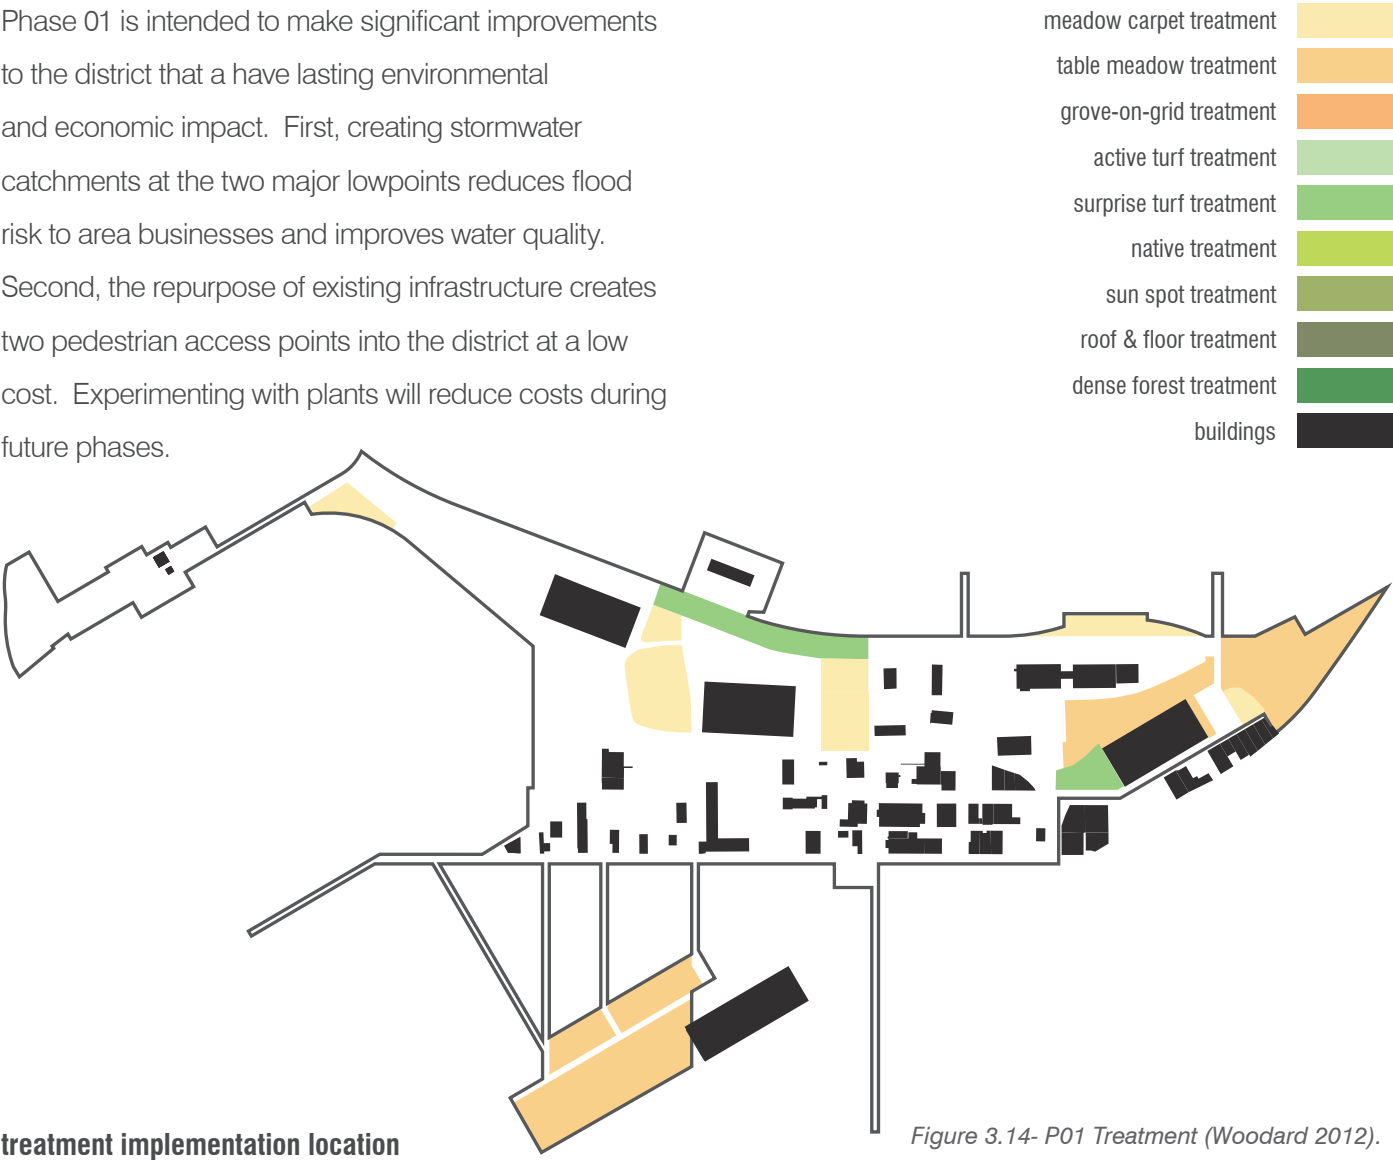 Phase 01 is intended to make significant improvements
to the district that a have lasting environmental
and economic impact.  First, creating stormwater
catchments at the two major lowpoints reduces flood
risk to area businesses and improves water quality.
Second, the repurpose of existing infrastructure creates
two pedestrian access points into the district at a low
cost.  Experimenting with plants will reduce costs during
future phases.
meadow carpet treatment
table meadow treatment
grove-on-grid treatment
active turf treatment
surprise turf treatment
native treatment
sun spot treatment
roof & floor treatment
dense forest treatment
buildings
treatment implementation location
Figure 3.14- P01 Treatment (Woodard 2012).